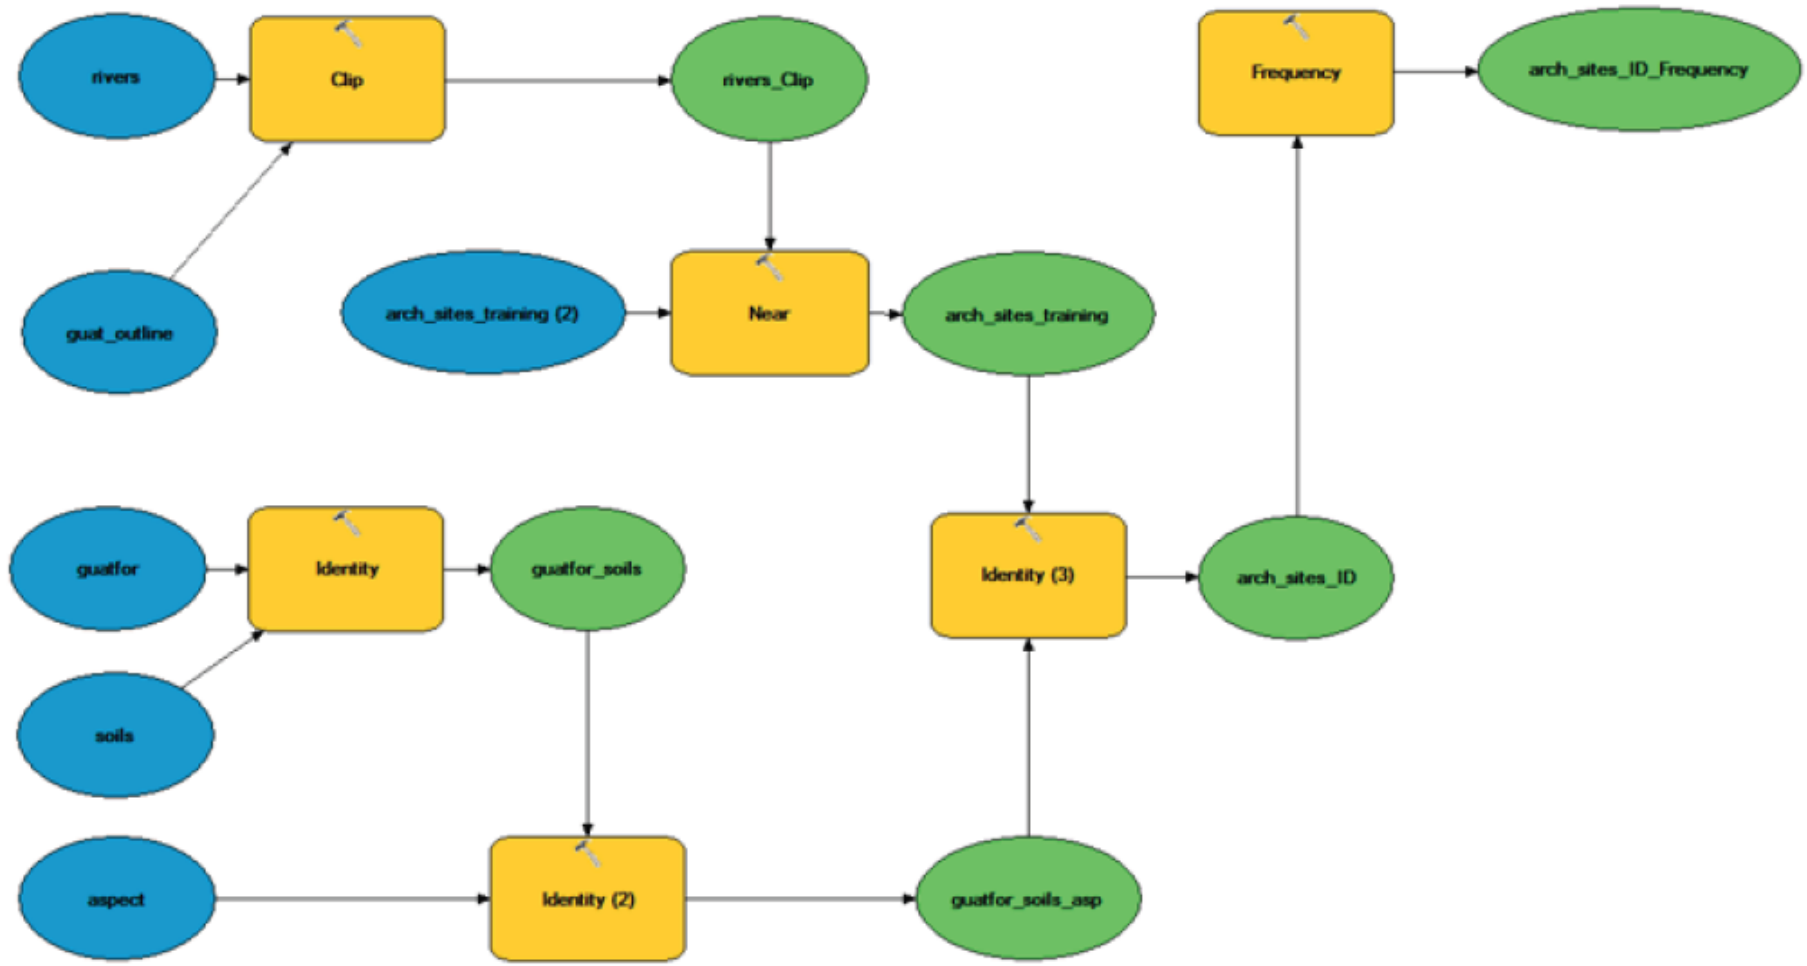 rivers
Clip
rivers_Clip
Frequency
arch_sites_ID_Frequency
guat_outline
arch_sites_training (2)
Near
arch_sites_training
guatfor
Identity
guatfor_soils
Identity (3)
arch_sites_ID
soils
aspect
Identity (2)
guatfor_soils_asp